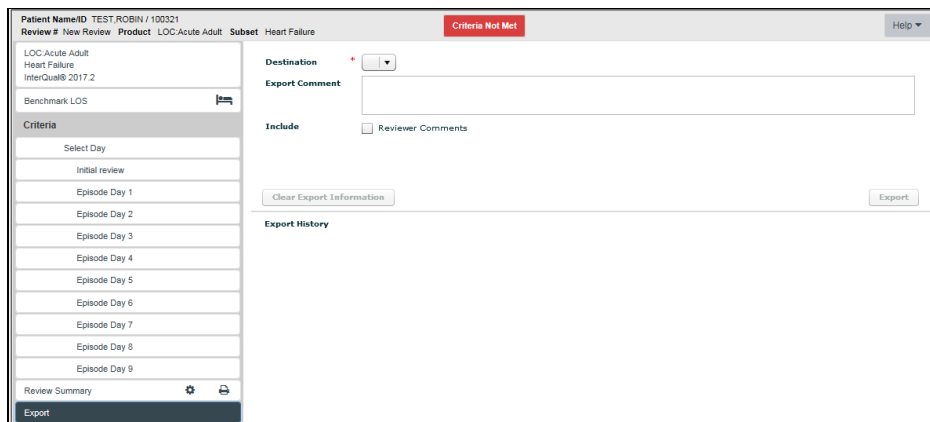 Patient Name/ID TEST,ROBIN / 100321
Review # New Review Product LOC:Acute Adult Subset Heart Failure
Criteria Not Met
Help
LOC:Acute Adult
Heart Failure
InterQual® 2017.2
Benchmark LOS
Criteria
Select Day
Initial review
Episode Day 1
Episode Day 2
Episode Day 3
Episode Day 4
Episode Day 5
Episode Day 6
Episode Day 7
Episode Day 8
Episode Day 9
Review Summary
Export
Destination *
Export Comment
Include Reviewer Comments
Clear Export Information Export
Export History